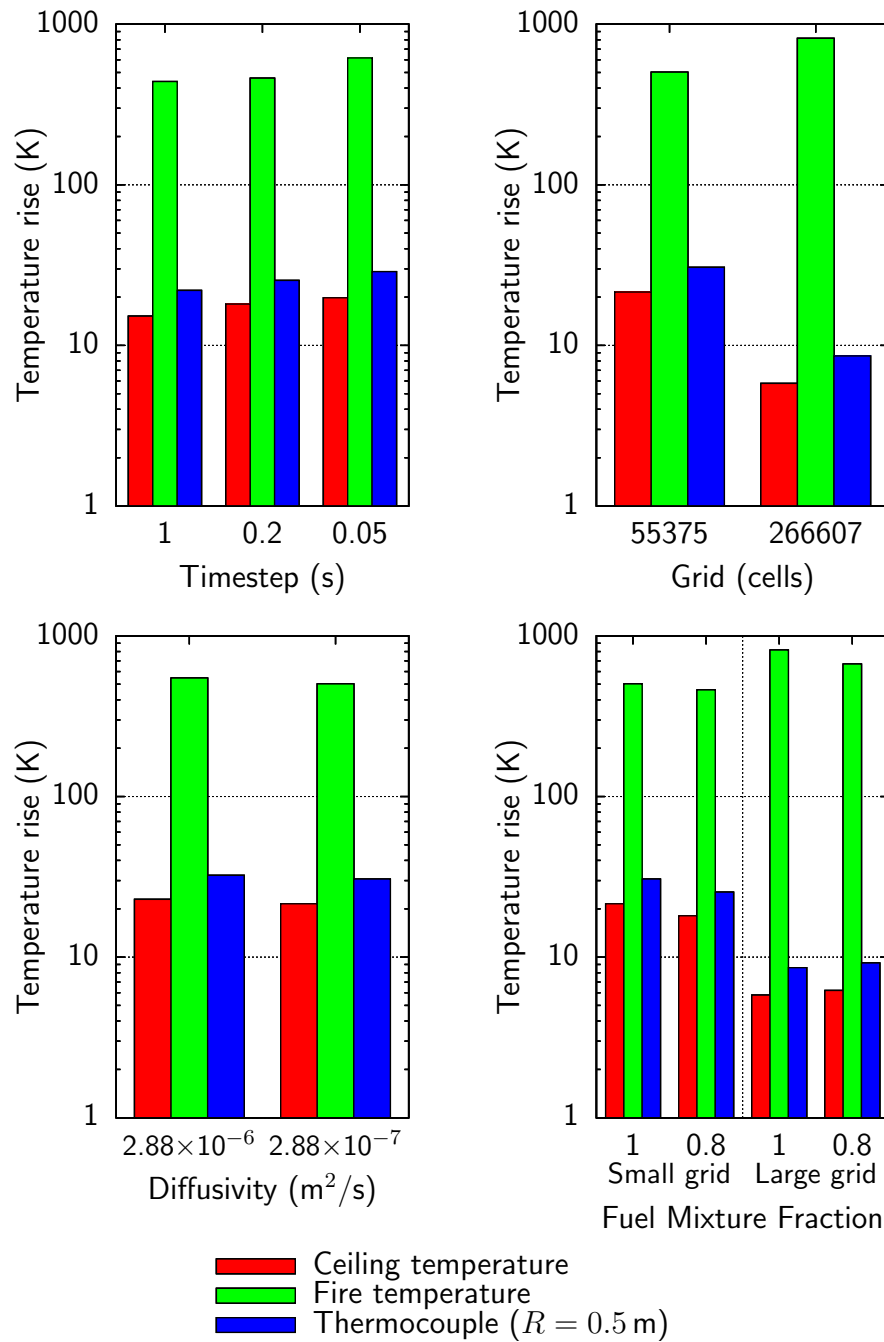 1000
100
10
1
Temperature rise (K)
1 0.2 0.05
Timestep (s)
1000
100
10
1
Temperature rise (K)
55375 266607
Grid (cells)
1000
100
10
1
Temperature rise (K)
2.88×10⁻⁶ 2.88×10⁻⁷
Diffusivity (m²/s)
1000
100
10
1
Temperature rise (K)
1 0.8 1 0.8
Small grid Large grid
Fuel Mixture Fraction
Ceiling temperature
Fire temperature
Thermocouple (R = 0.5 m)